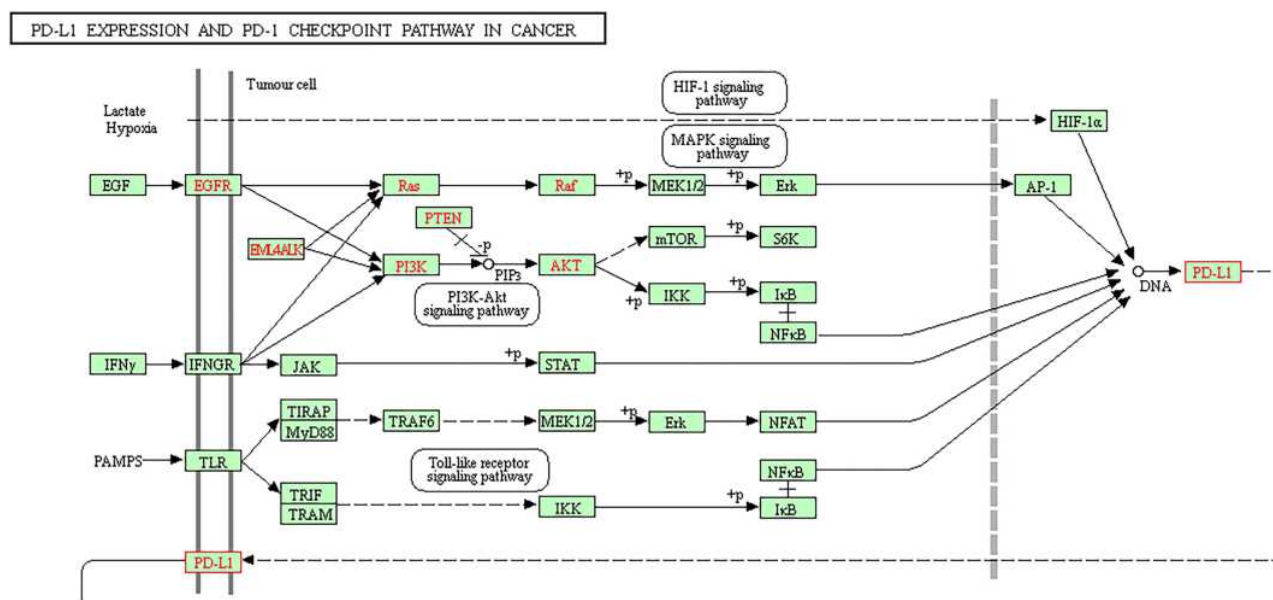 PD-L1 EXPRESSION AND PD-1 CHECKPOINT PATHWAY IN CANCER
Tumour cell
HIF-1 signaling
pathway
Lactate
Hypoxia
HIF-1α
MAPK signaling
pathway
EGF
EGFR
Ras
Raf
+p
MEK1/2
+p
Erk
AP-1
PTEN
EML4ALK
mTOR
+p
S6K
-p
PI3K
PIP3
AKT
DNA
PD-L1
+p
IKK
+p
IκB
PI3K-Akt
signaling pathway
NFκB
IFNγ
IFNGR
JAK
+p
STAT
TIRAP
MyD88
TRAF6
MEK1/2
+p
Erk
NFAT
PAMPS
TLR
Toll-like receptor
signaling pathway
NFκB
TRIF
TRAM
IKK
+p
IκB
PD-L1